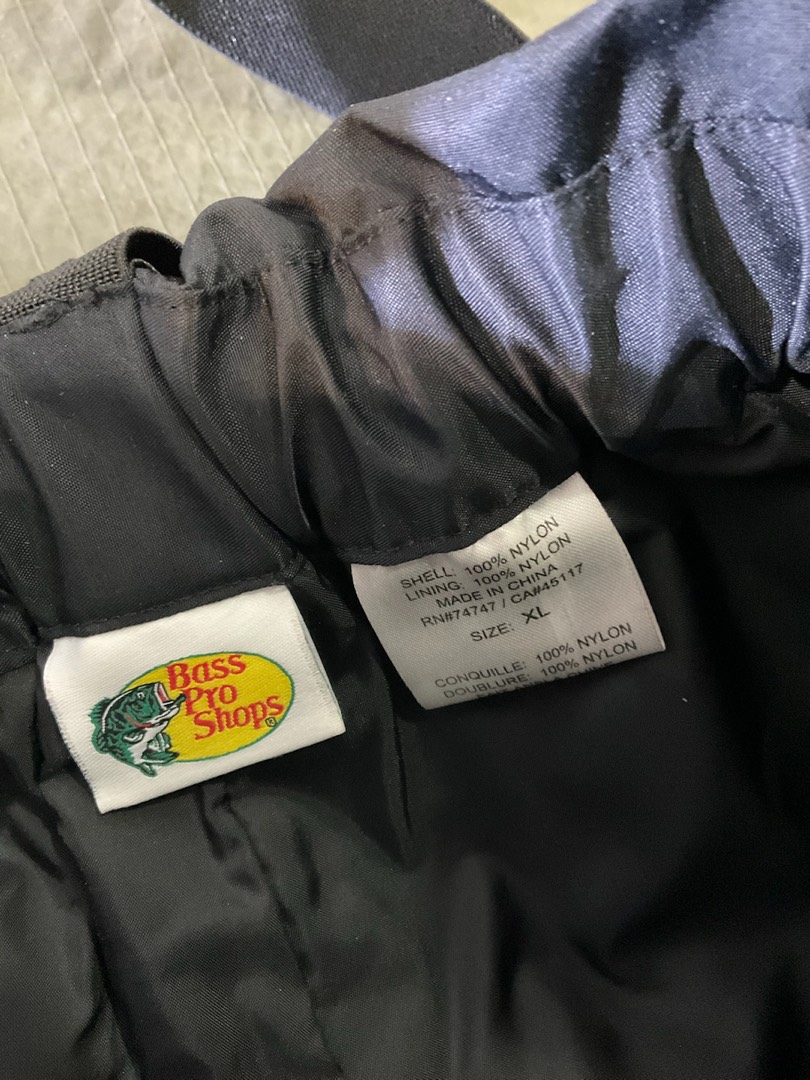 Bass
Pro
Shops®
SHELL: 100% NYLON
LINING: 100% NYLON
MADE IN CHINA
RN#74747 / CA#45117
SIZE: XL
CONQUILLE: 100% NYLON
DOUBLURE: 100% NYLON